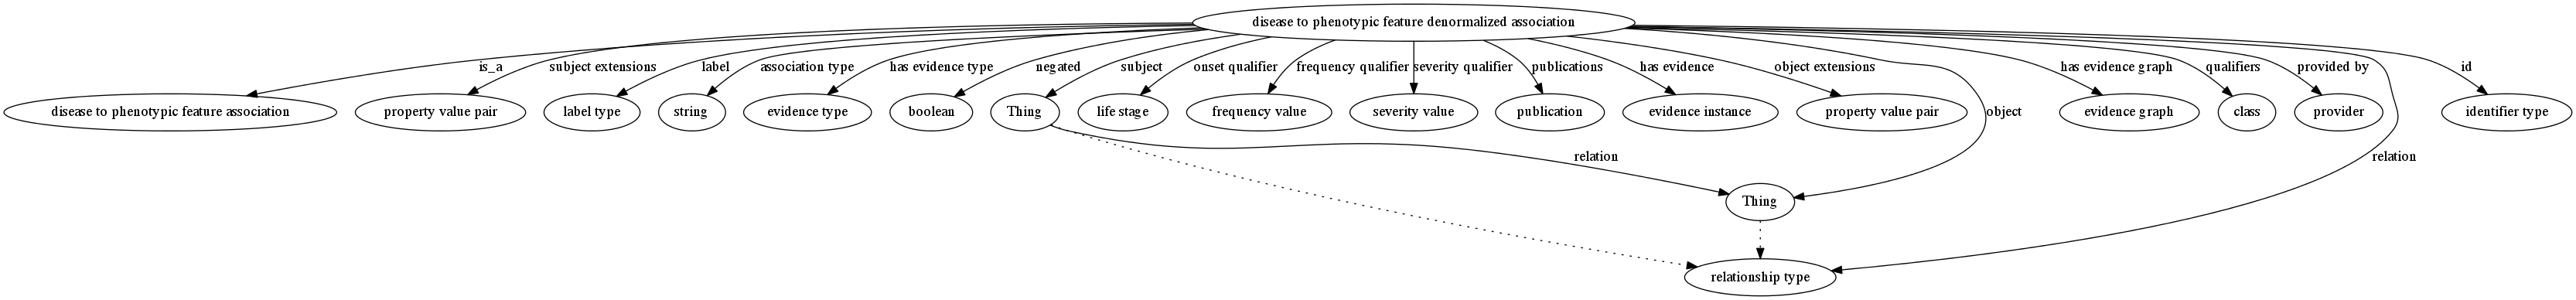 disease to phenotypic feature denormalized association
is_a
subject extensions
label
association type
has evidence type
negated
subject
onset qualifier
frequency qualifier
severity qualifier
publications
has evidence
object extensions
has evidence graph
qualifiers
provided by
id
disease to phenotypic feature association
property value pair
label type
string
evidence type
boolean
Thing
life stage
frequency value
severity value
publication
evidence instance
property value pair
object
evidence graph
class
provider
identifier type
relation
relation
Thing
relationship type